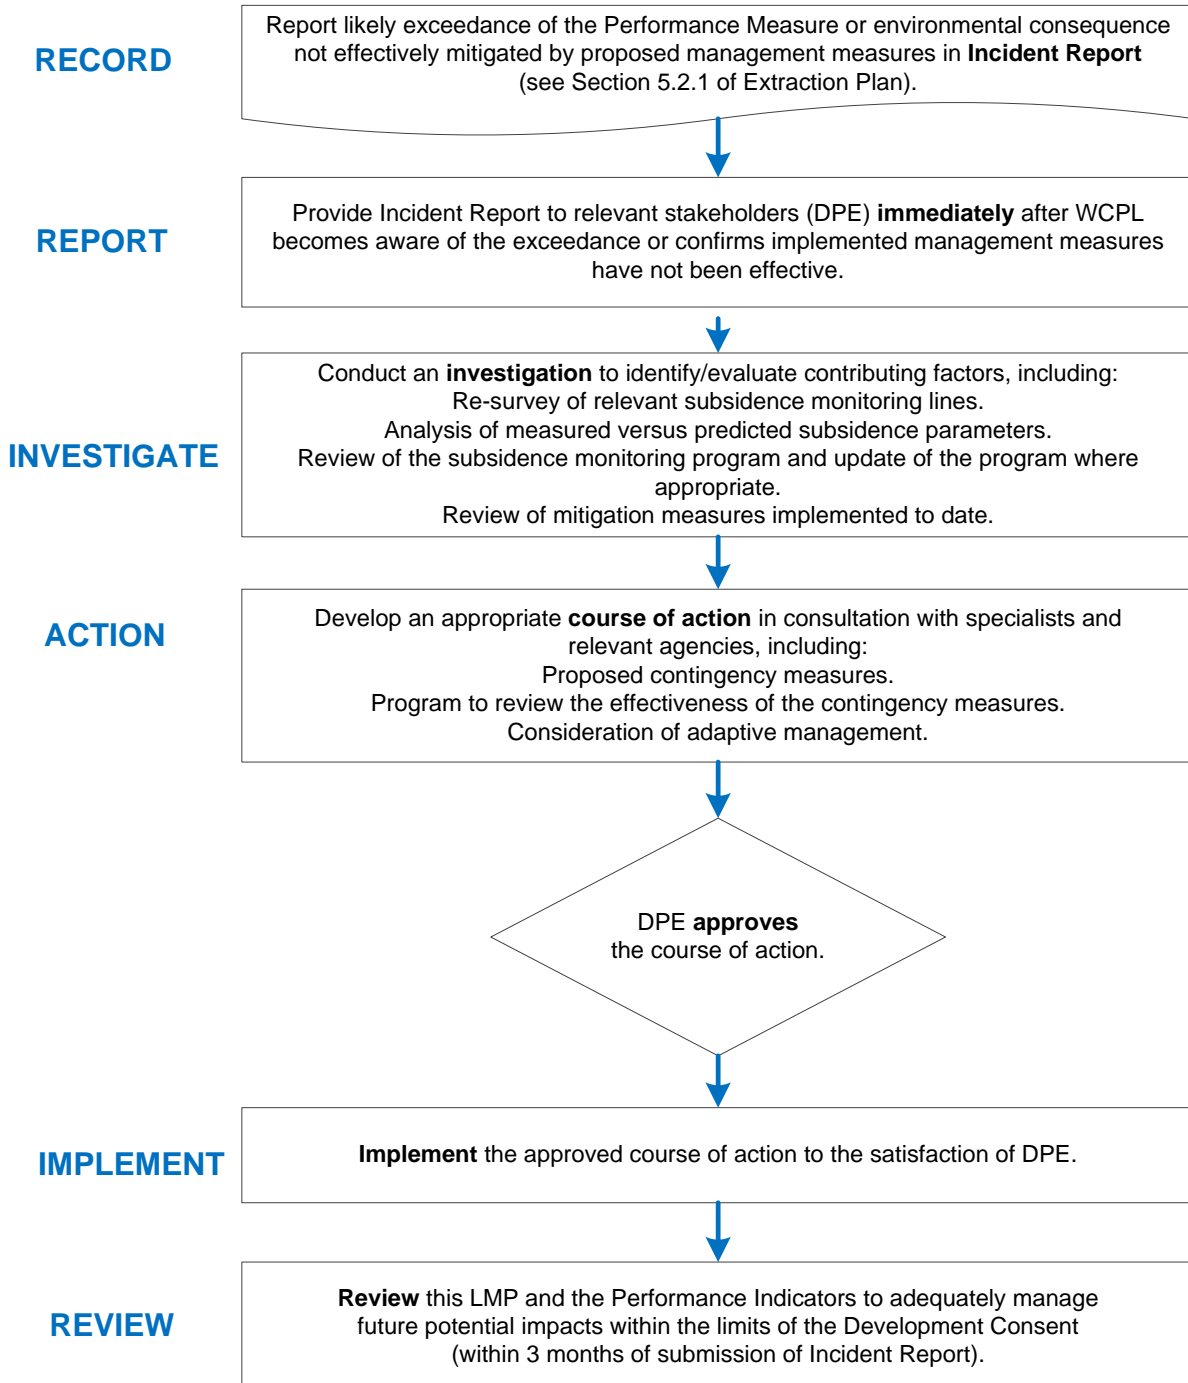 RECORD
Report likely exceedance of the Performance Measure or environmental consequence
not effectively mitigated by proposed management measures in Incident Report
(see Section 5.2.1 of Extraction Plan).
REPORT
Provide Incident Report to relevant stakeholders (DPE) immediately after WCPL
becomes aware of the exceedance or confirms implemented management measures
have not been effective.
INVESTIGATE
Conduct an investigation to identify/evaluate contributing factors, including:
Re-survey of relevant subsidence monitoring lines.
Analysis of measured versus predicted subsidence parameters.
Review of the subsidence monitoring program and update of the program where
appropriate.
Review of mitigation measures implemented to date.
ACTION
Develop an appropriate course of action in consultation with specialists and
relevant agencies, including:
Proposed contingency measures.
Program to review the effectiveness of the contingency measures.
Consideration of adaptive management.
DPE approves
the course of action.
IMPLEMENT
Implement the approved course of action to the satisfaction of DPE.
REVIEW
Review this LMP and the Performance Indicators to adequately manage
future potential impacts within the limits of the Development Consent
(within 3 months of submission of Incident Report).